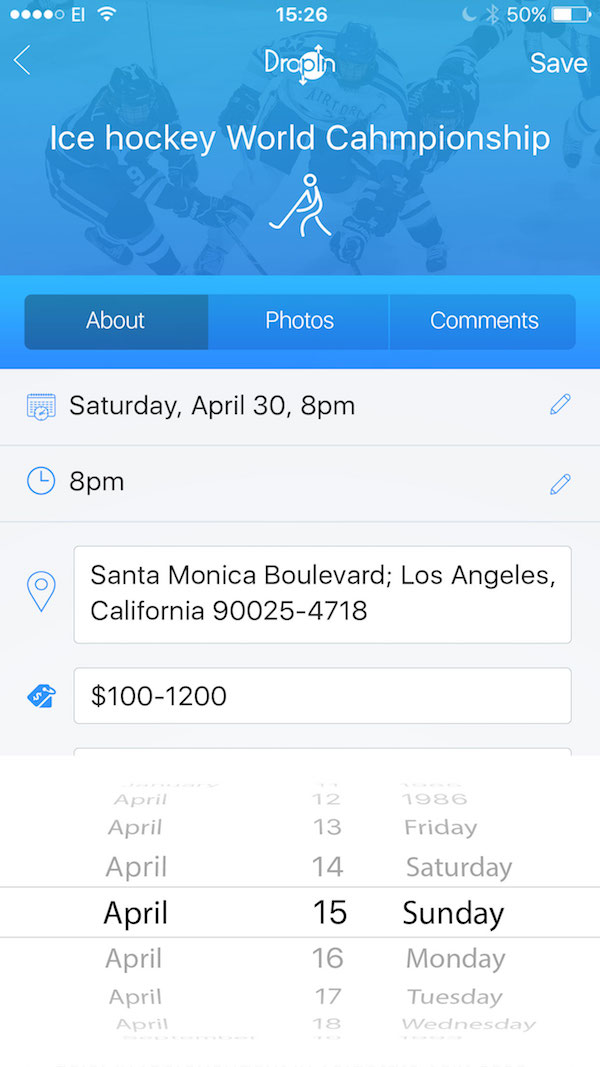 EI 15:26 50%
DropIn
Save
Ice hockey World Cahmpionship
About Photos Comments
Saturday, April 30, 8pm
8pm
Santa Monica Boulevard; Los Angeles,
California 90025-4718
$100-1200
April 12 1986
April 13 Friday
April 14 Saturday
April 15 Sunday
April 16 Monday
April 17 Tuesday
April 18 Wednesday